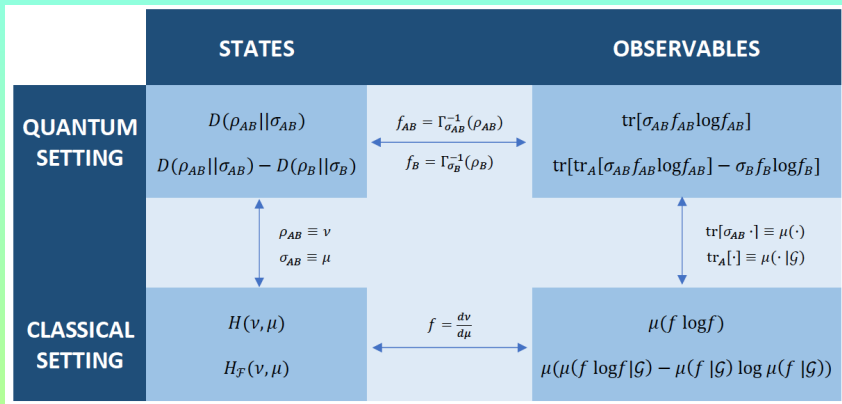 STATES
OBSERVABLES
QUANTUM
SETTING
D(ρ_AB||σ_AB)
D(ρ_AB||σ_AB) − D(ρ_B||σ_B)
f_AB = Γ^{-1}_{σ_AB}(ρ_AB)
f_B = Γ^{-1}_{σ_B}(ρ_B)
tr[σ_AB f_AB log f_AB]
tr[tr_A[σ_AB f_AB log f_AB] − σ_B f_B log f_B]
ρ_AB ≡ ν
σ_AB ≡ μ
tr[σ_AB ·] ≡ μ(·)
tr_A[·] ≡ μ(· |𝒢)
CLASSICAL
SETTING
H(ν, μ)
H_ℱ(ν, μ)
f = dν/dμ
μ(f log f)
μ(μ(f log f |𝒢) − μ(f |𝒢) log μ(f |𝒢))